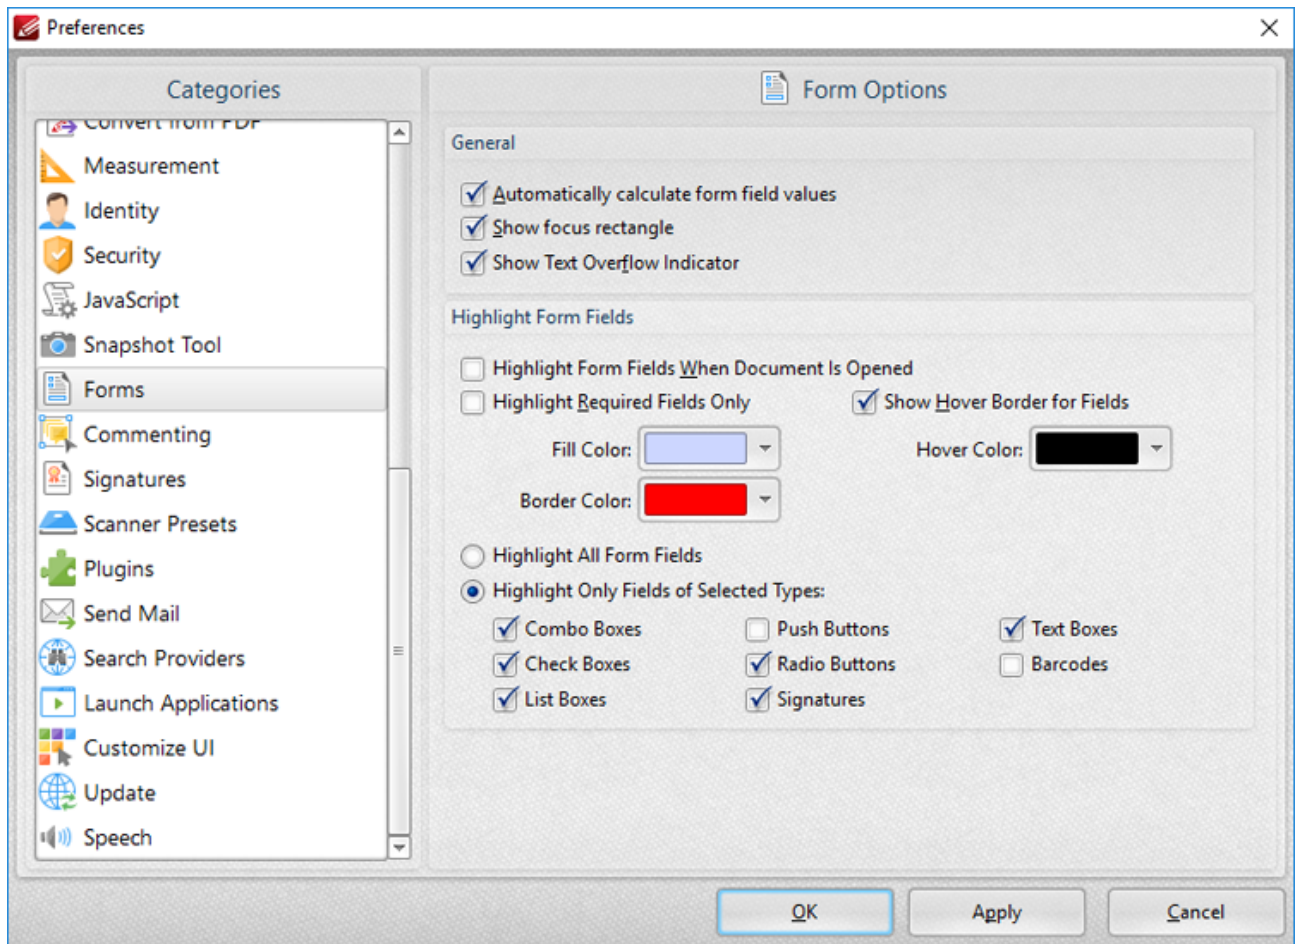 Preferences
Categories
Convert from PDF
Measurement
Identity
Security
JavaScript
Snapshot Tool
Forms
Commenting
Signatures
Scanner Presets
Plugins
Send Mail
Search Providers
Launch Applications
Customize UI
Update
Speech
Form Options
General
Automatically calculate form field values
Show focus rectangle
Show Text Overflow Indicator
Highlight Form Fields
Highlight Form Fields When Document Is Opened
Highlight Required Fields Only Show Hover Border for Fields
Fill Color: Hover Color:
Border Color:
Highlight All Form Fields
Highlight Only Fields of Selected Types:
Combo Boxes Push Buttons Text Boxes
Check Boxes Radio Buttons Barcodes
List Boxes Signatures
OK Apply Cancel